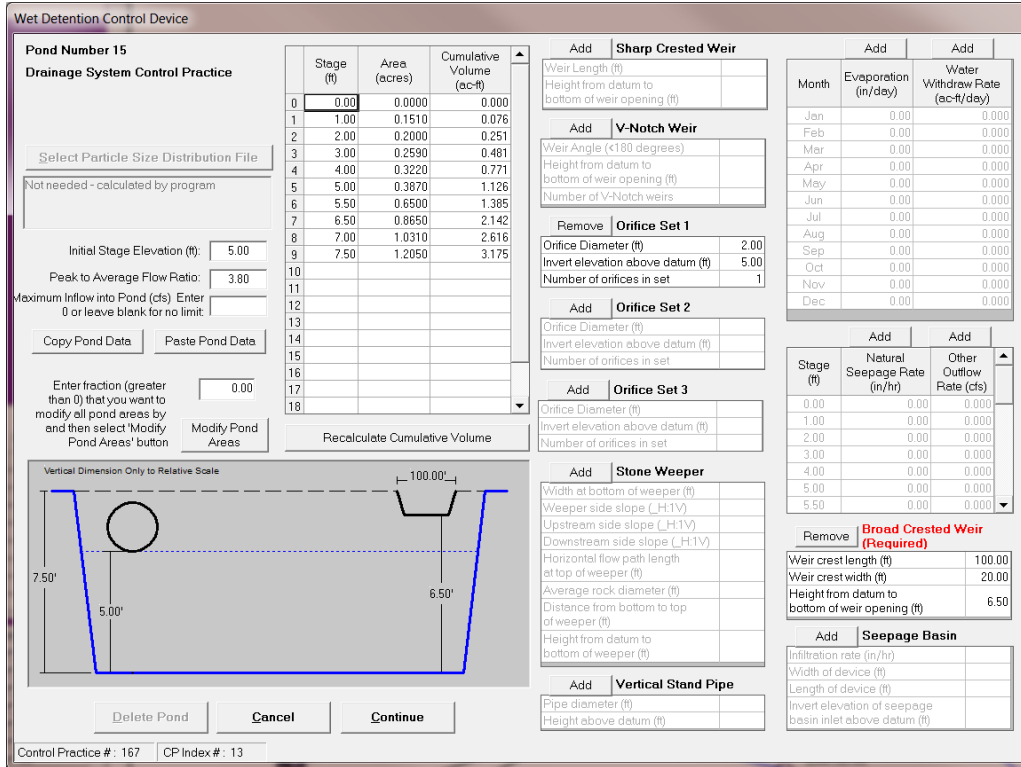 Wet Detention Control Device
Pond Number 15
Drainage System Control Practice
Select Particle Size Distribution File
Not needed - calculated by program
Initial Stage Elevation (ft): 5.00
Peak to Average Flow Ratio: 3.80
Maximum Inflow into Pond (cfs) Enter
0 or leave blank for no limit:
Copy Pond Data Paste Pond Data
Enter fraction (greater
than 0) that you want to
modify all pond areas by
and then select 'Modify
Pond Areas' button
0.00
Modify Pond
Areas
Stage
(ft)
Area
(acres)
Cumulative
Volume
(ac-ft)
0 0.00 0.0000 0.000
1 1.00 0.1510 0.076
2 2.00 0.2000 0.251
3 3.00 0.2590 0.481
4 4.00 0.3220 0.771
5 5.00 0.3870 1.126
6 5.50 0.6500 1.385
7 6.50 0.8650 2.142
8 7.00 1.0310 2.616
9 7.50 1.2050 3.175
10
11
12
13
14
15
16
17
18
Recalculate Cumulative Volume
Vertical Dimension Only to Relative Scale
100.00'
7.50'
5.00'
6.50'
Delete Pond Cancel Continue
Control Practice # : 167 CP Index # : 13
Add Sharp Crested Weir
Weir Length (ft)
Height from datum to
bottom of weir opening (ft)
Add V-Notch Weir
Weir Angle (<180 degrees)
Height from datum to
bottom of weir opening (ft)
Number of V-Notch weirs
Remove Orifice Set 1
Orifice Diameter (ft) 2.00
Invert elevation above datum (ft) 5.00
Number of orifices in set 1
Add Orifice Set 2
Orifice Diameter (ft)
Invert elevation above datum (ft)
Number of orifices in set
Add Orifice Set 3
Orifice Diameter (ft)
Invert elevation above datum (ft)
Number of orifices in set
Add Stone Weeper
Width at bottom of weeper (ft)
Weeper side slope (_H:1V)
Upstream side slope (_H:1V)
Downstream side slope (_H:1V)
Horizontal flow path length
at top of weeper (ft)
Average rock diameter (ft)
Distance from bottom to top
of weeper (ft)
Height from datum to
bottom of weeper (ft)
Add Vertical Stand Pipe
Pipe diameter (ft)
Height above datum (ft)
Add Add
Month
Evaporation
(in/day)
Water
Withdraw Rate
(ac-ft/day)
Jan 0.00 0.000
Feb 0.00 0.000
Mar 0.00 0.000
Apr 0.00 0.000
May 0.00 0.000
Jun 0.00 0.000
Jul 0.00 0.000
Aug 0.00 0.000
Sep 0.00 0.000
Oct 0.00 0.000
Nov 0.00 0.000
Dec 0.00 0.000
Add Add
Stage
(ft)
Natural
Seepage Rate
(in/hr)
Other
Outflow
Rate (cfs)
0.00 0.00 0.000
1.00 0.00 0.000
2.00 0.00 0.000
3.00 0.00 0.000
4.00 0.00 0.000
5.00 0.00 0.000
5.50 0.00 0.000
Remove Broad Crested Weir
(Required)
Weir crest length (ft) 100.00
Weir crest width (ft) 20.00
Height from datum to
bottom of weir opening (ft) 6.50
Add Seepage Basin
Infiltration rate (in/hr)
Width of device (ft)
Length of device (ft)
Invert elevation of seepage
basin inlet above datum (ft)